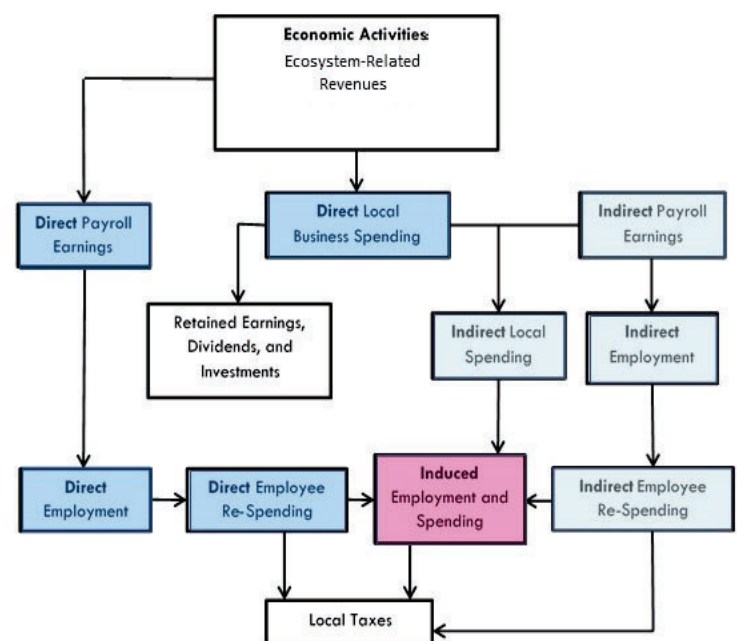 Economic Activities:
Ecosystem-Related
Revenues
Direct Payroll
Earnings
Direct Local
Business Spending
Indirect Payroll
Earnings
Retained Earnings,
Dividends, and
Investments
Indirect Local
Spending
Indirect
Employment
Direct
Employment
Direct Employee
Re-Spending
Induced
Employment and
Spending
Indirect Employee
Re-Spending
Local Taxes